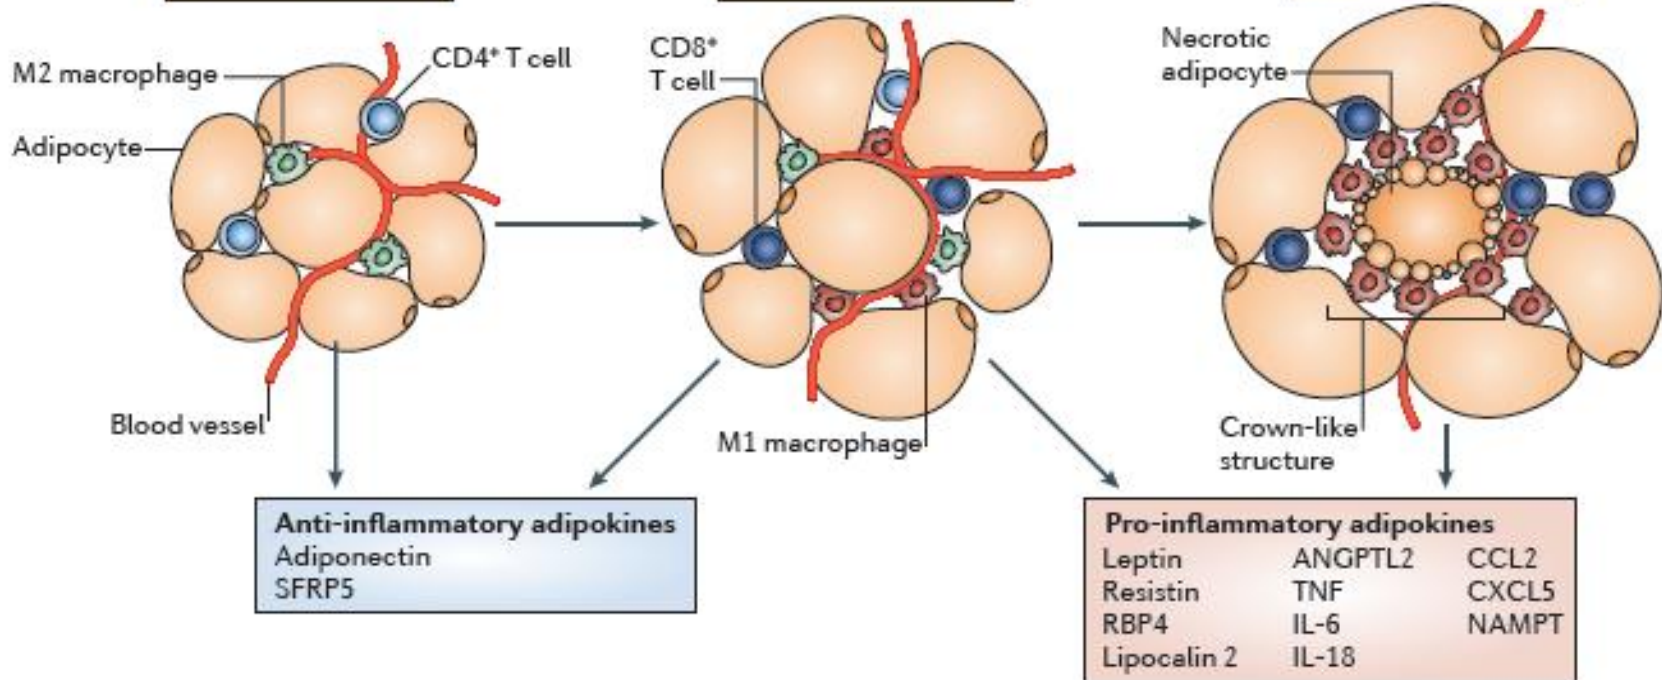 M2 macrophage
CD4⁺ T cell
Adipocyte
Blood vessel
CD8⁺
T cell
M1 macrophage
Necrotic
adipocyte
Crown-like
structure
Anti-inflammatory adipokines
Adiponectin
SFRP5
Pro-inflammatory adipokines
Leptin ANGPTL2 CCL2
Resistin TNF CXCL5
RBP4 IL-6 NAMPT
Lipocalin 2 IL-18